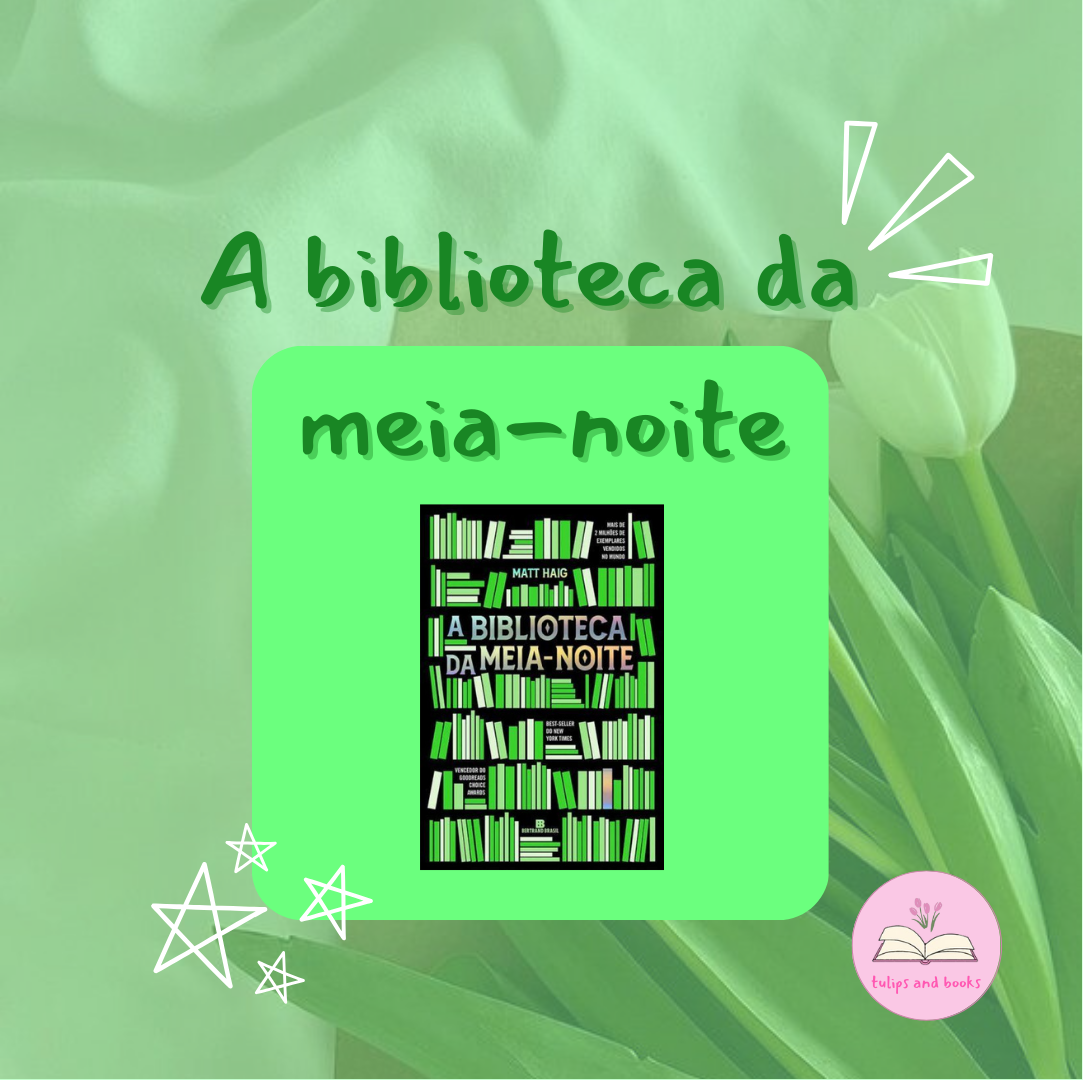 A biblioteca da
meia-noite
MAIS DE
2 MILHÕES DE
EXEMPLARES
VENDIDOS
NO MUNDO
MATT HAIG
A BIBLIOTECA
DA MEIA-NOITE
BEST-SELLER
DO NEW
YORK TIMES
VENCEDOR DO
GOODREADS
CHOICE
AWARDS
BERTRAND BRASIL
tulips and books